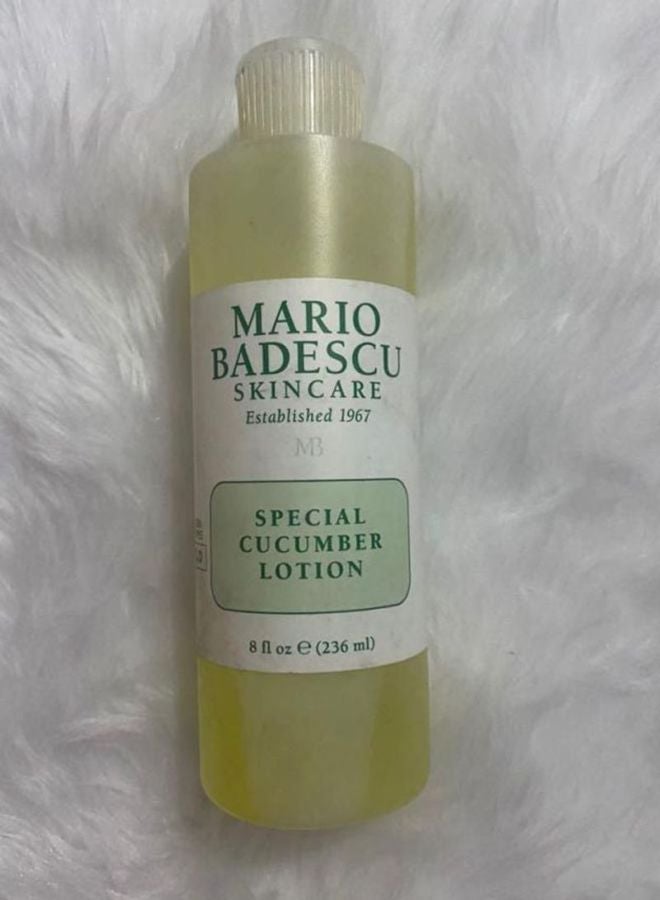 MARIO
BADESCU
SKINCARE
Established 1967
MB
SPECIAL
CUCUMBER
LOTION
8 fl oz ℮ (236 ml)